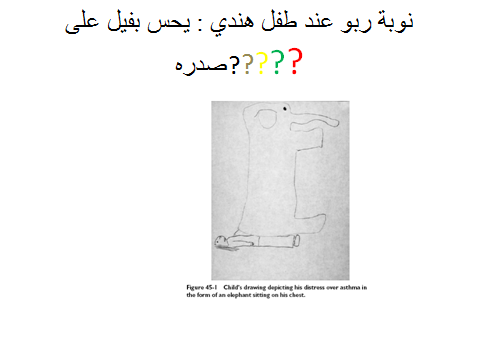 نوبة ربو عند طفل هندي : يحس بفيل على
صدره?????
Figure 45-1 Child's drawing depicting his distress over asthma in
the form of an elephant sitting on his chest.